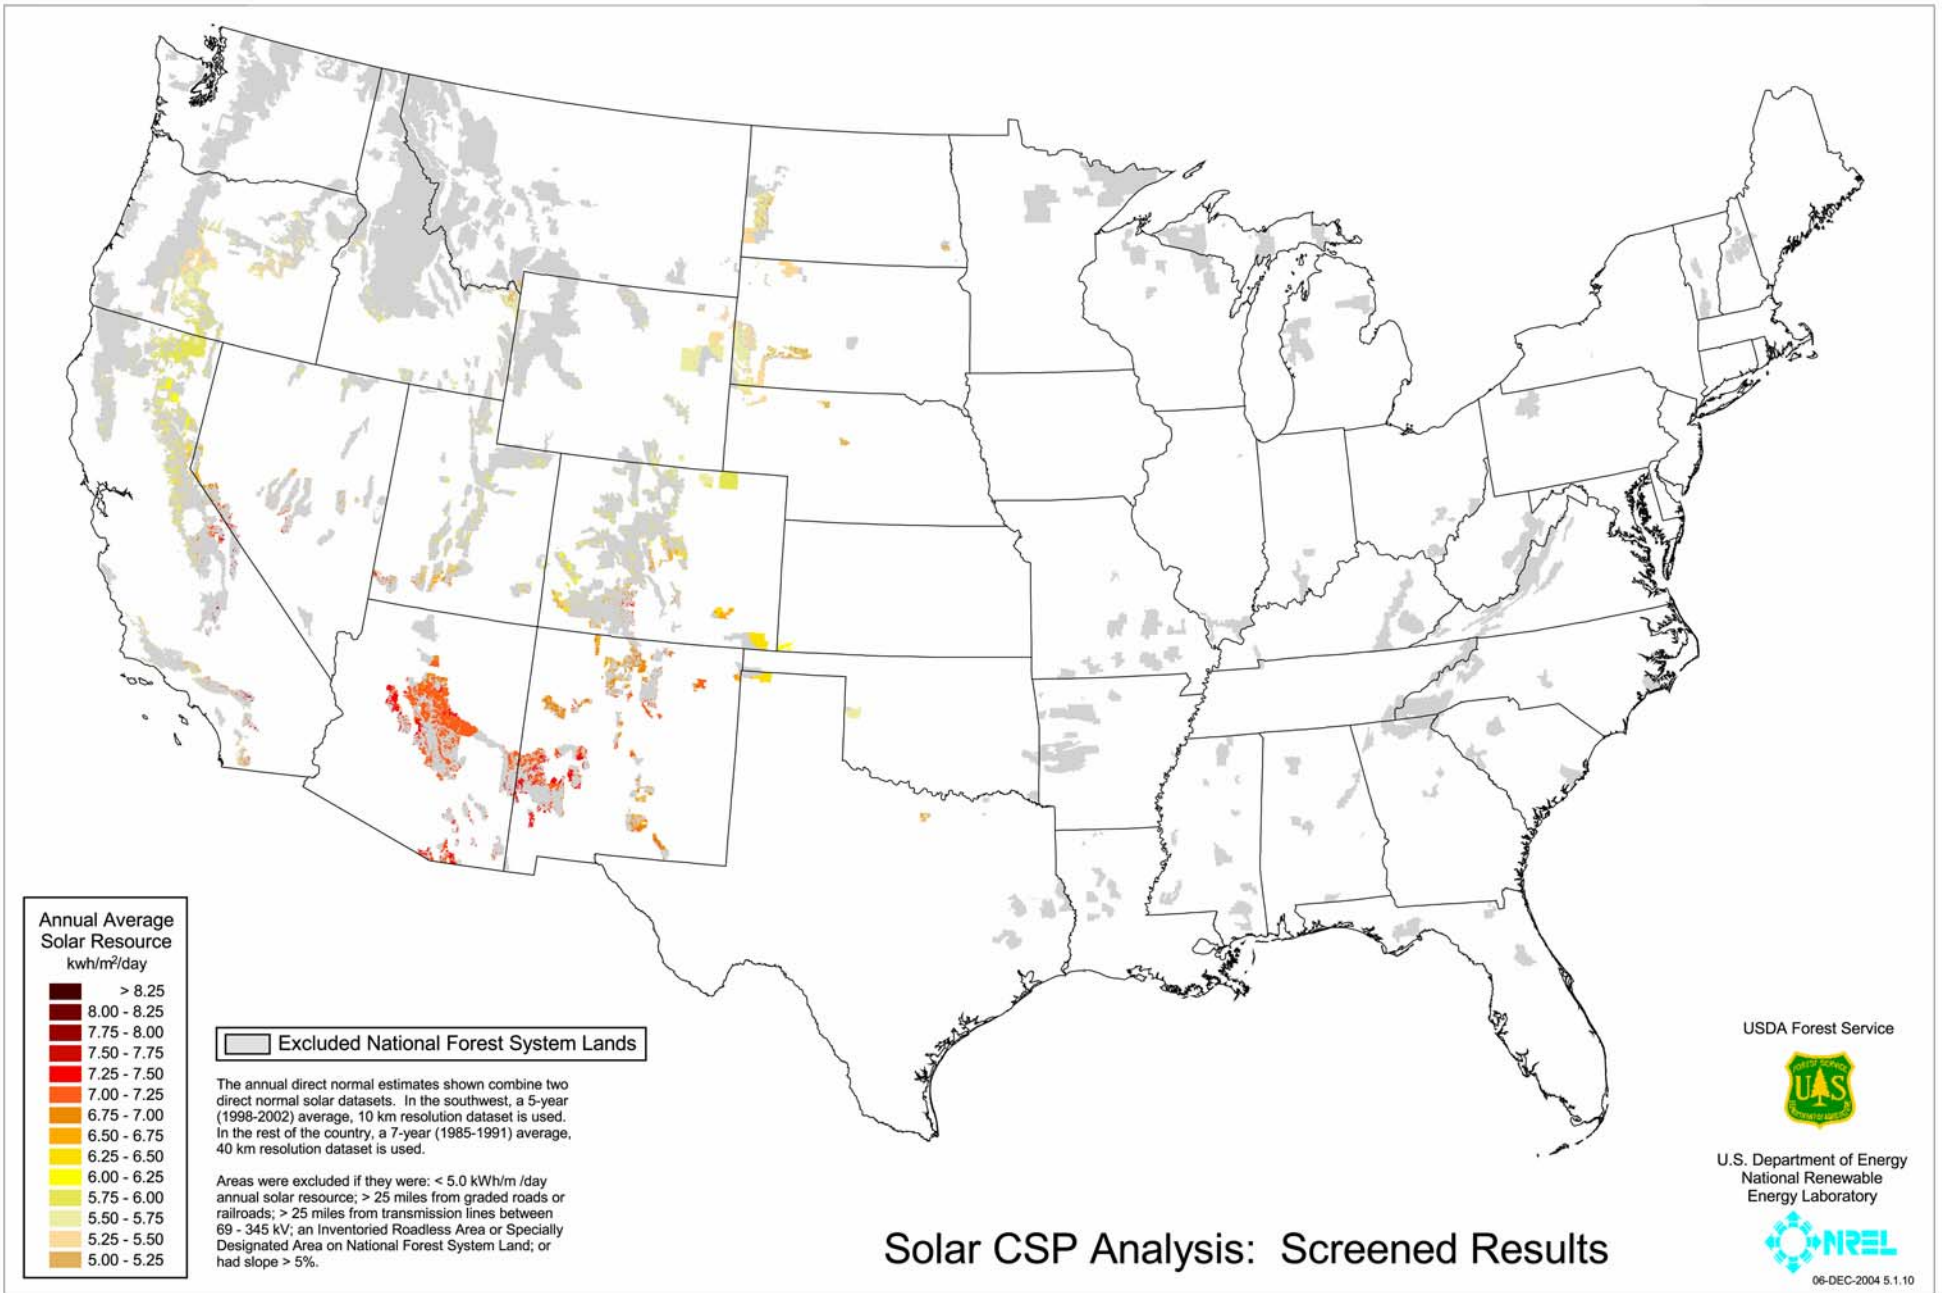 Annual Average
Solar Resource
kwh/m²/day
> 8.25
8.00 - 8.25
7.75 - 8.00
7.50 - 7.75
7.25 - 7.50
7.00 - 7.25
6.75 - 7.00
6.50 - 6.75
6.25 - 6.50
6.00 - 6.25
5.75 - 6.00
5.50 - 5.75
5.25 - 5.50
5.00 - 5.25
Excluded National Forest System Lands
The annual direct normal estimates shown combine two
direct normal solar datasets. In the southwest, a 5-year
(1998-2002) average, 10 km resolution dataset is used.
In the rest of the country, a 7-year (1985-1991) average,
40 km resolution dataset is used.
Areas were excluded if they were: < 5.0 kWh/m /day
annual solar resource; > 25 miles from graded roads or
railroads; > 25 miles from transmission lines between
69 - 345 kV; an Inventoried Roadless Area or Specially
Designated Area on National Forest System Land; or
had slope > 5%.
Solar CSP Analysis: Screened Results
USDA Forest Service
FOREST SERVICE
U S
DEPARTMENT OF AGRICULTURE
U.S. Department of Energy
National Renewable
Energy Laboratory
NREL
06-DEC-2004 5.1.10